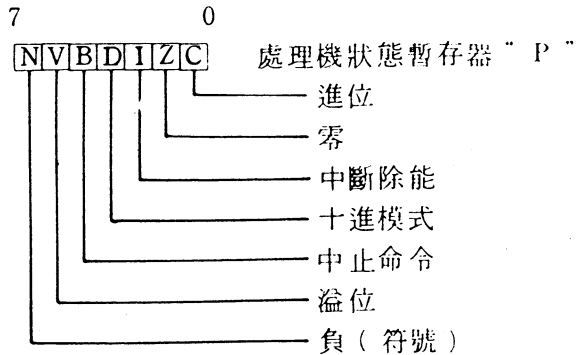 7 0
N V B D I Z C 處理機狀態暫存器“P”
進位
零
中斷除能
十進模式
中止命令
溢位
負(符號)